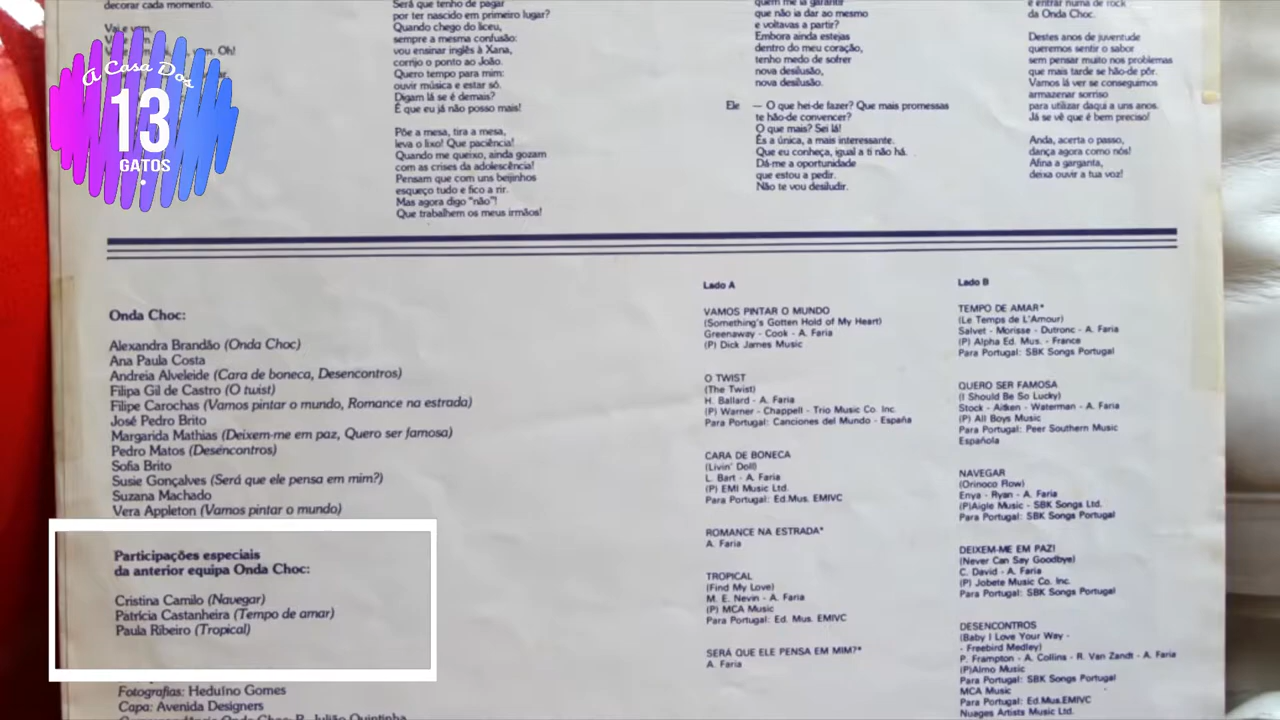 decorar cada momento.
A Casa Dos
13
GATOS
Será que tenho de pagar
por ter nascido em primeiro lugar?
Quando chego do liceu,
sempre a mesma confusão:
vou ensinar inglês à Xana,
corrijo o ponto ao João.
Quero tempo para mim:
ouvir música e estar só.
Digam lá se é demais?
É que eu já não posso mais!
Põe a mesa, tira a mesa,
leva o lixo! Que paciência!
Quando me queixo, ainda gozam
com as crises da adolescência!
Pensam que com uns beijinhos
esqueço tudo e fico a rir.
Mas agora digo "não"!
Que trabalhem os meus irmãos!
quem me ia garantir
que não ia dar ao mesmo
e voltavas a partir?
Embora ainda estejas
dentro do meu coração,
tenho medo de sofrer
nova desilusão,
nova desilusão.
Ele — O que hei-de fazer? Que mais promessas
te hão-de convencer?
O que mais? Sei lá!
És a única, a mais interessante.
Que eu conheça, igual a ti não há.
Dá-me a oportunidade
que estou a pedir.
Não te vou desiludir.
e entrar numa de rock
da Onda Choc.
Destes anos de juventude
queremos sentir o sabor
sem pensar muito nos problemas
que mais tarde se hão-de pôr.
Vamos lá ver se conseguimos
armazenar sorriso
para utilizar daqui a uns anos.
Já se vê que é bem preciso!
Anda, acerta o passo,
dança agora como nós!
Afina a garganta,
deixa ouvir a tua voz!
Onda Choc:
Alexandra Brandão (Onda Choc)
Ana Paula Costa
Andreia Alveleide (Cara de boneca, Desencontros)
Filipa Gil de Castro (O twist)
Filipe Carochas (Vamos pintar o mundo, Romance na estrada)
José Pedro Brito
Margarida Mathias (Deixem-me em paz, Quero ser famosa)
Pedro Matos (Desencontros)
Sofia Brito
Susie Gonçalves (Será que ele pensa em mim?)
Suzana Machado
Vera Appleton (Vamos pintar o mundo)
Participações especiais
da anterior equipa Onda Choc:
Cristina Camilo (Navegar)
Patrícia Castanheira (Tempo de amar)
Paula Ribeiro (Tropical)
Fotografias: Heduíno Gomes
Capa: Avenida Designers
Lado A
VAMOS PINTAR O MUNDO
(Something's Gotten Hold of My Heart)
Greenaway - Cook - A. Faria
(P) Dick James Music
O TWIST
(The Twist)
H. Ballard - A. Faria
(P) Warner - Chappell - Trio Music Co. Inc.
Para Portugal: Canciones del Mundo - España
CARA DE BONECA
(Livin' Doll)
L. Bart - A. Faria
(P) EMI Music Ltd.
Para Portugal: Ed.Mus. EMIVC
ROMANCE NA ESTRADA*
A. Faria
TROPICAL
(Find My Love)
M. E. Nevin - A. Faria
(P) MCA Music
Para Portugal: Ed. Mus. EMIVC
SERÁ QUE ELE PENSA EM MIM?*
A. Faria
Lado B
TEMPO DE AMAR*
(Le Temps de L'Amour)
Salvet - Morisse - Dutronc - A. Faria
(P) Alpha Ed. Mus. - France
Para Portugal: SBK Songs Portugal
QUERO SER FAMOSA
(I Should Be So Lucky)
Stock - Aitken - Waterman - A. Faria
(P) All Boys Music
Para Portugal: Peer Southern Music
Española
NAVEGAR
(Orinoco Flow)
Enya - Ryan - A. Faria
(P)Aigle Music - SBK Songs Ltd.
Para Portugal: SBK Songs Portugal
DEIXEM-ME EM PAZ!
(Never Can Say Goodbye)
C. David - A. Faria
(P) Jobete Music Co. Inc.
Para Portugal: SBK Songs Portugal
DESENCONTROS
(Baby I Love Your Way -
- Freebird Medley)
P. Frampton - A. Collins - R. Van Zandt - A. Faria
(P)Almo Music
Para Portugal: SBK Songs Portugal
MCA Music
Para Portugal: Ed.Mus.EMIVC
Nuages Artists Music Ltd.